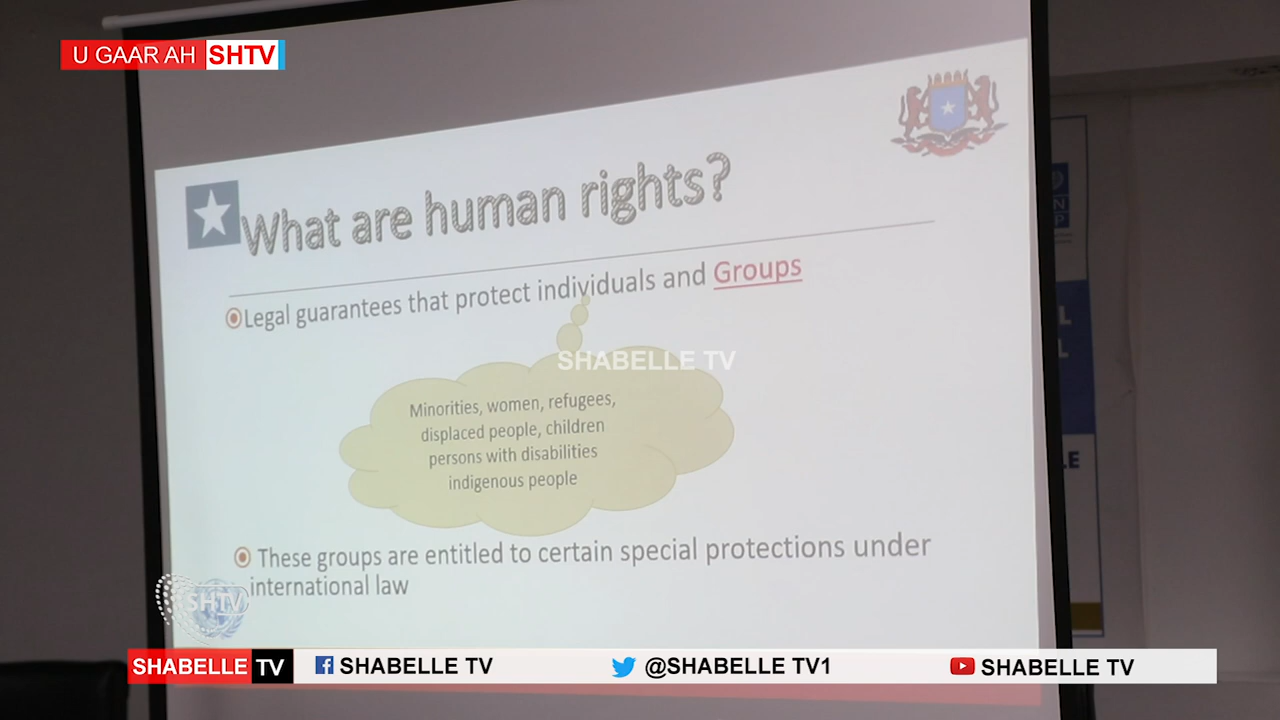 U GAAR AH SHTV
What are human rights?
Legal guarantees that protect individuals and Groups
SHABELLE TV
Minorities, women, refugees,
displaced people, children
persons with disabilities
indigenous people
These groups are entitled to certain special protections under
international law
SHTV
SHABELLE TV
SHABELLE TV
@SHABELLE TV1
SHABELLE TV